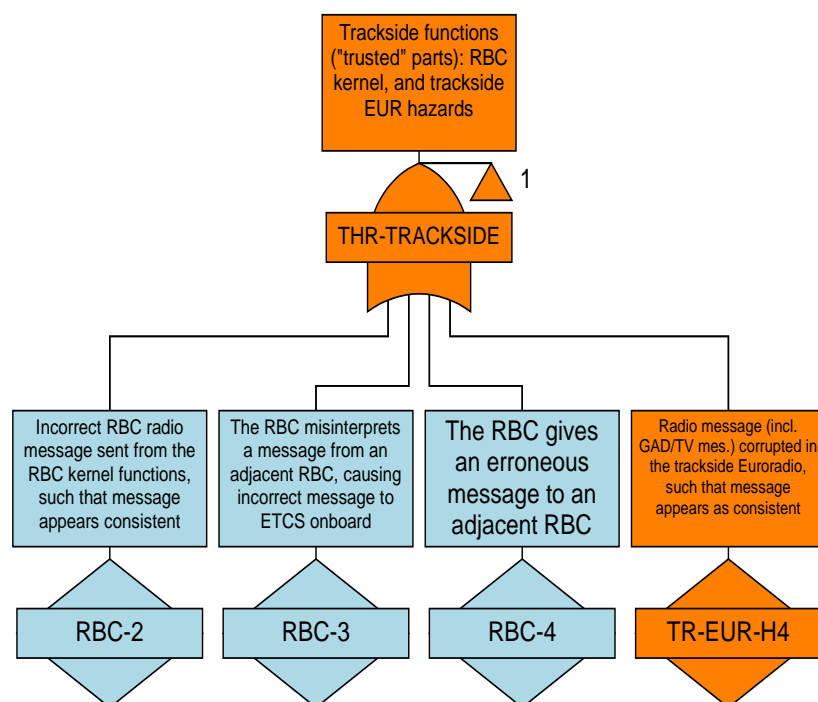 Trackside functions
("trusted" parts): RBC
kernel, and trackside
EUR hazards
1
THR-TRACKSIDE
Incorrect RBC radio
message sent from the
RBC kernel functions,
such that message
appears consistent
The RBC misinterprets
a message from an
adjacent RBC, causing
incorrect message to
ETCS onboard
The RBC gives
an erroneous
message to an
adjacent RBC
Radio message (incl.
GAD/TV mes.) corrupted in
the trackside Euroradio,
such that message
appears as consistent
RBC-2
RBC-3
RBC-4
TR-EUR-H4